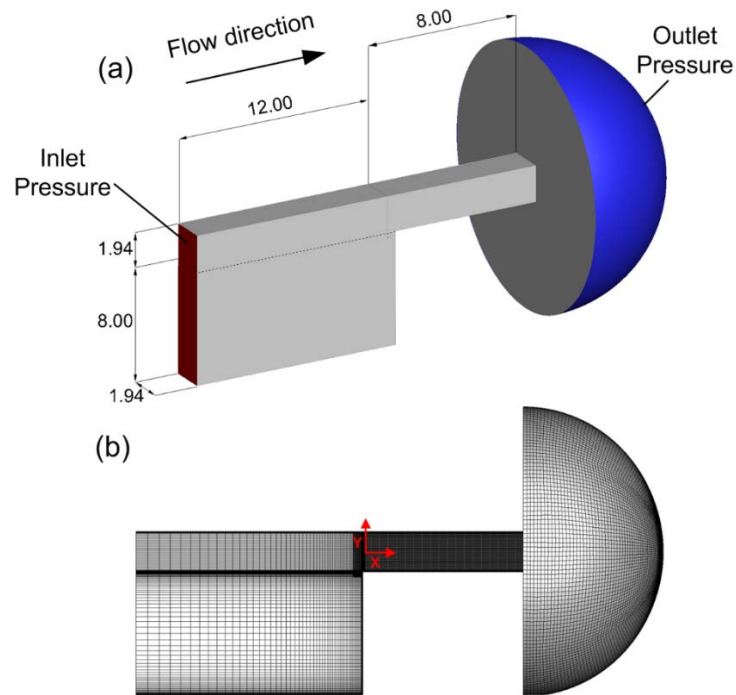 (a)
Flow direction
8.00
Outlet
Pressure
12.00
Inlet
Pressure
1.94
8.00
1.94
(b)
Y
X